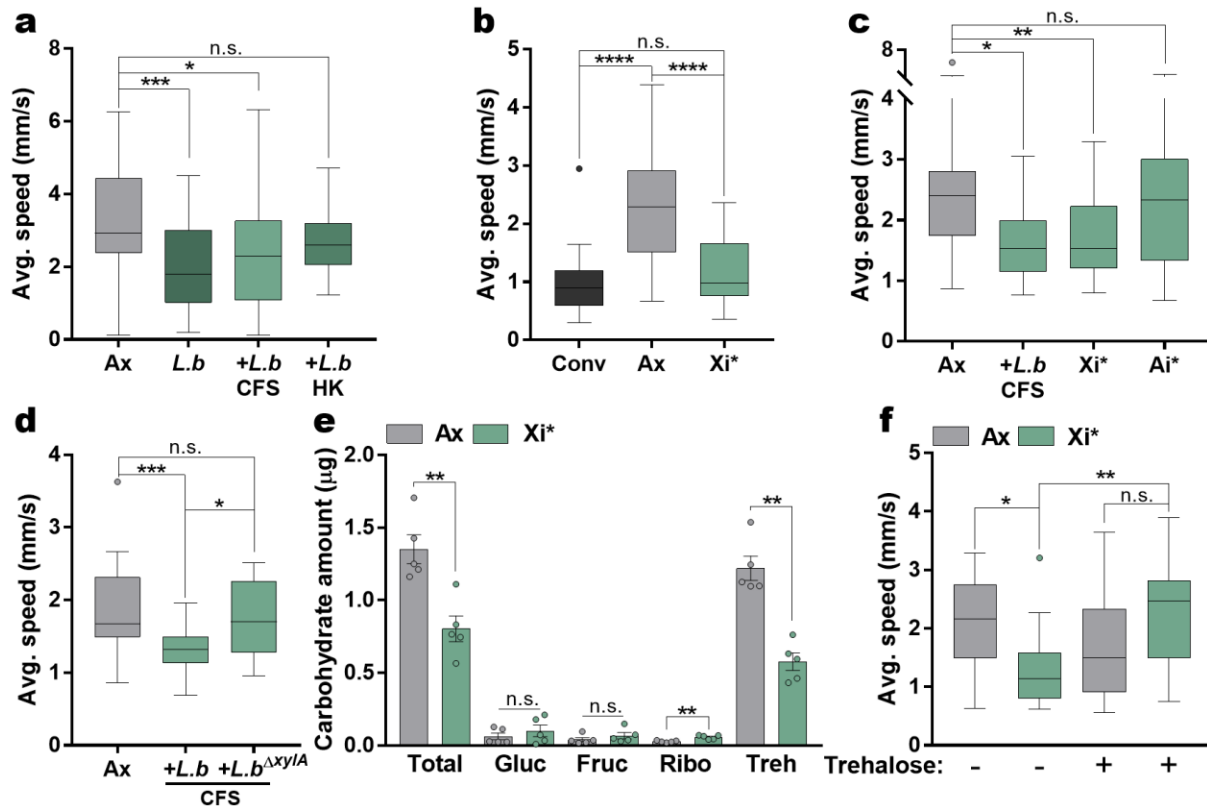 a
Avg. speed (mm/s)
8
6
4
2
0
n.s.
*
***
Ax L.b +L.b +L.b
CFS HK
b
Avg. speed (mm/s)
5
4
3
2
1
0
n.s.
**** ****
Conv Ax Xi*
c
Avg. speed (mm/s)
8
4
3
2
1
0
n.s.
**
*
Ax +L.b Xi* Ai*
CFS
d
Avg. speed (mm/s)
4
3
2
1
0
n.s.
***
*
Ax +L.b +L.bΔxylA
CFS
e
Ax Xi*
Carbohydrate amount (μg)
2.0
1.5
1.0
0.5
0.0
** n.s. n.s. ** **
Total Gluc Fruc Ribo Treh
f
Ax Xi*
Avg. speed (mm/s)
5
4
3
2
1
0
**
* n.s.
Trehalose: - - + +